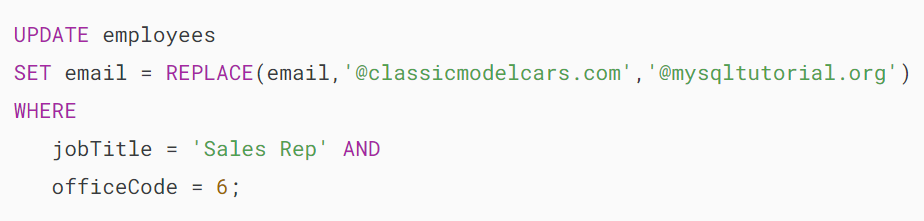 UPDATE employees
SET email = REPLACE(email,'@classicmodelcars.com','@mysqltutorial.org')
WHERE
   jobTitle = 'Sales Rep' AND
   officeCode = 6;